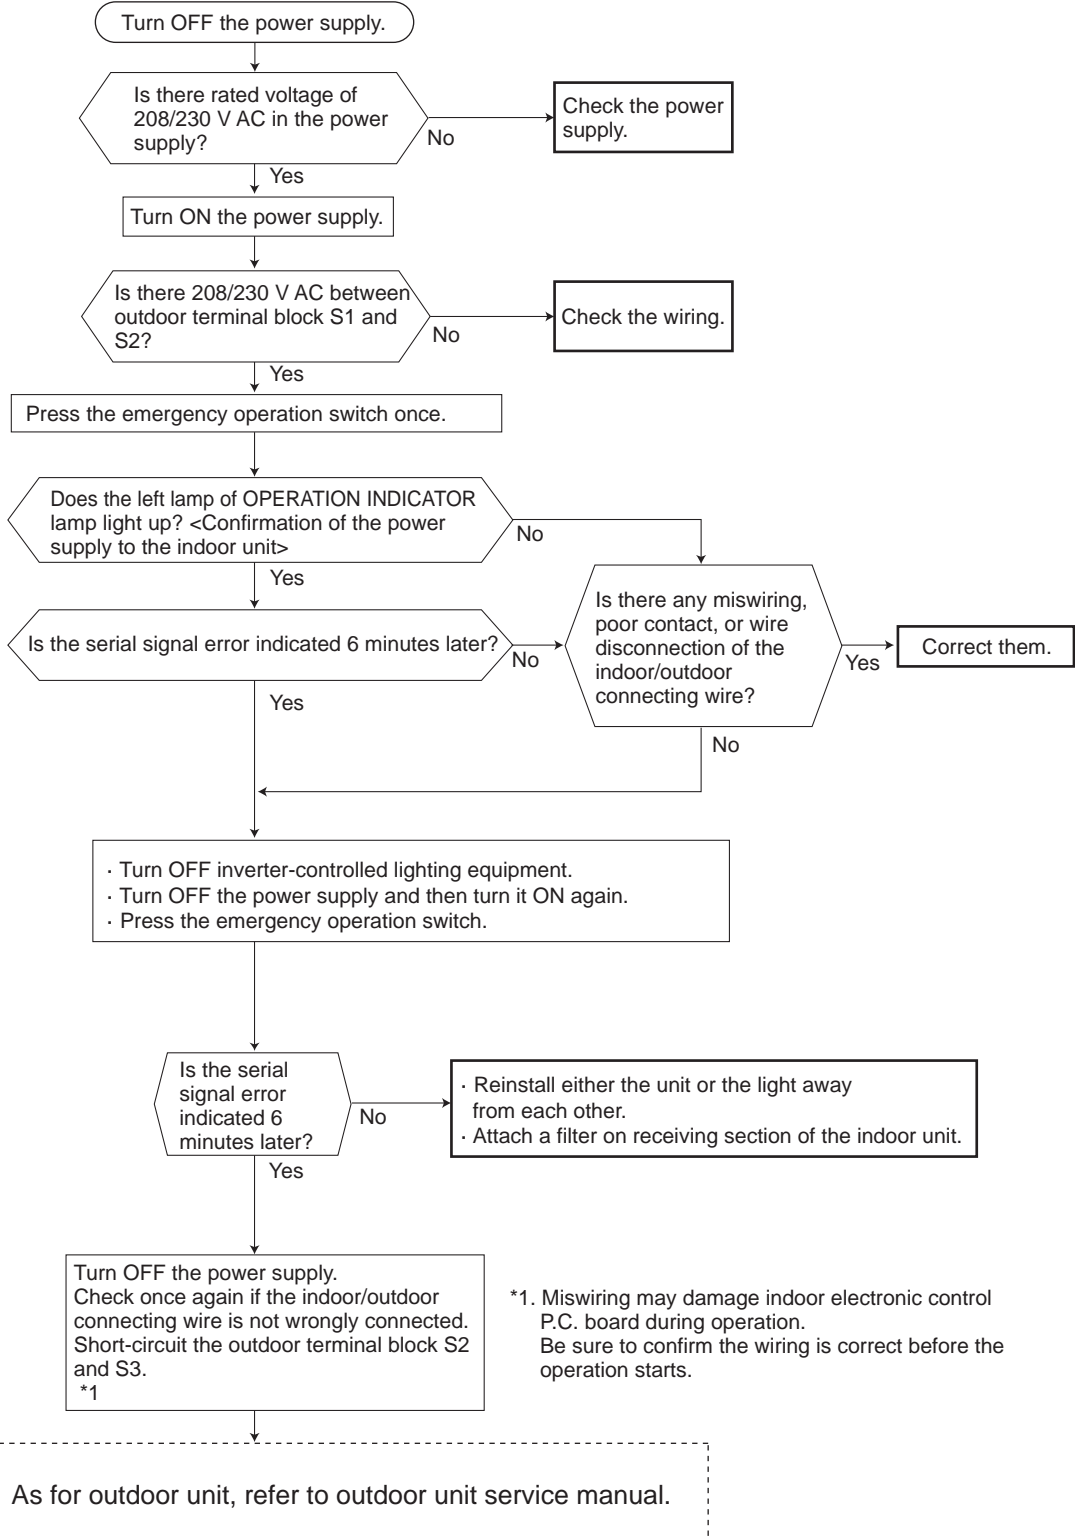 Turn OFF the power supply.
Is there rated voltage of
208/230 V AC in the power
supply?
No
Check the power
supply.
Yes
Turn ON the power supply.
Is there 208/230 V AC between
outdoor terminal block S1 and
S2?
No
Check the wiring.
Yes
Press the emergency operation switch once.
Does the left lamp of OPERATION INDICATOR
lamp light up? <Confirmation of the power
supply to the indoor unit>
No
Yes
Is the serial signal error indicated 6 minutes later?
No
Is there any miswiring,
poor contact, or wire
disconnection of the
indoor/outdoor
connecting wire?
Yes
Correct them.
Yes
No
· Turn OFF inverter-controlled lighting equipment.
· Turn OFF the power supply and then turn it ON again.
· Press the emergency operation switch.
Is the serial
signal error
indicated 6
minutes later?
No
· Reinstall either the unit or the light away
from each other.
· Attach a filter on receiving section of the indoor unit.
Yes
Turn OFF the power supply.
Check once again if the indoor/outdoor
connecting wire is not wrongly connected.
Short-circuit the outdoor terminal block S2
and S3.
*1
*1. Miswiring may damage indoor electronic control
P.C. board during operation.
Be sure to confirm the wiring is correct before the
operation starts.
As for outdoor unit, refer to outdoor unit service manual.